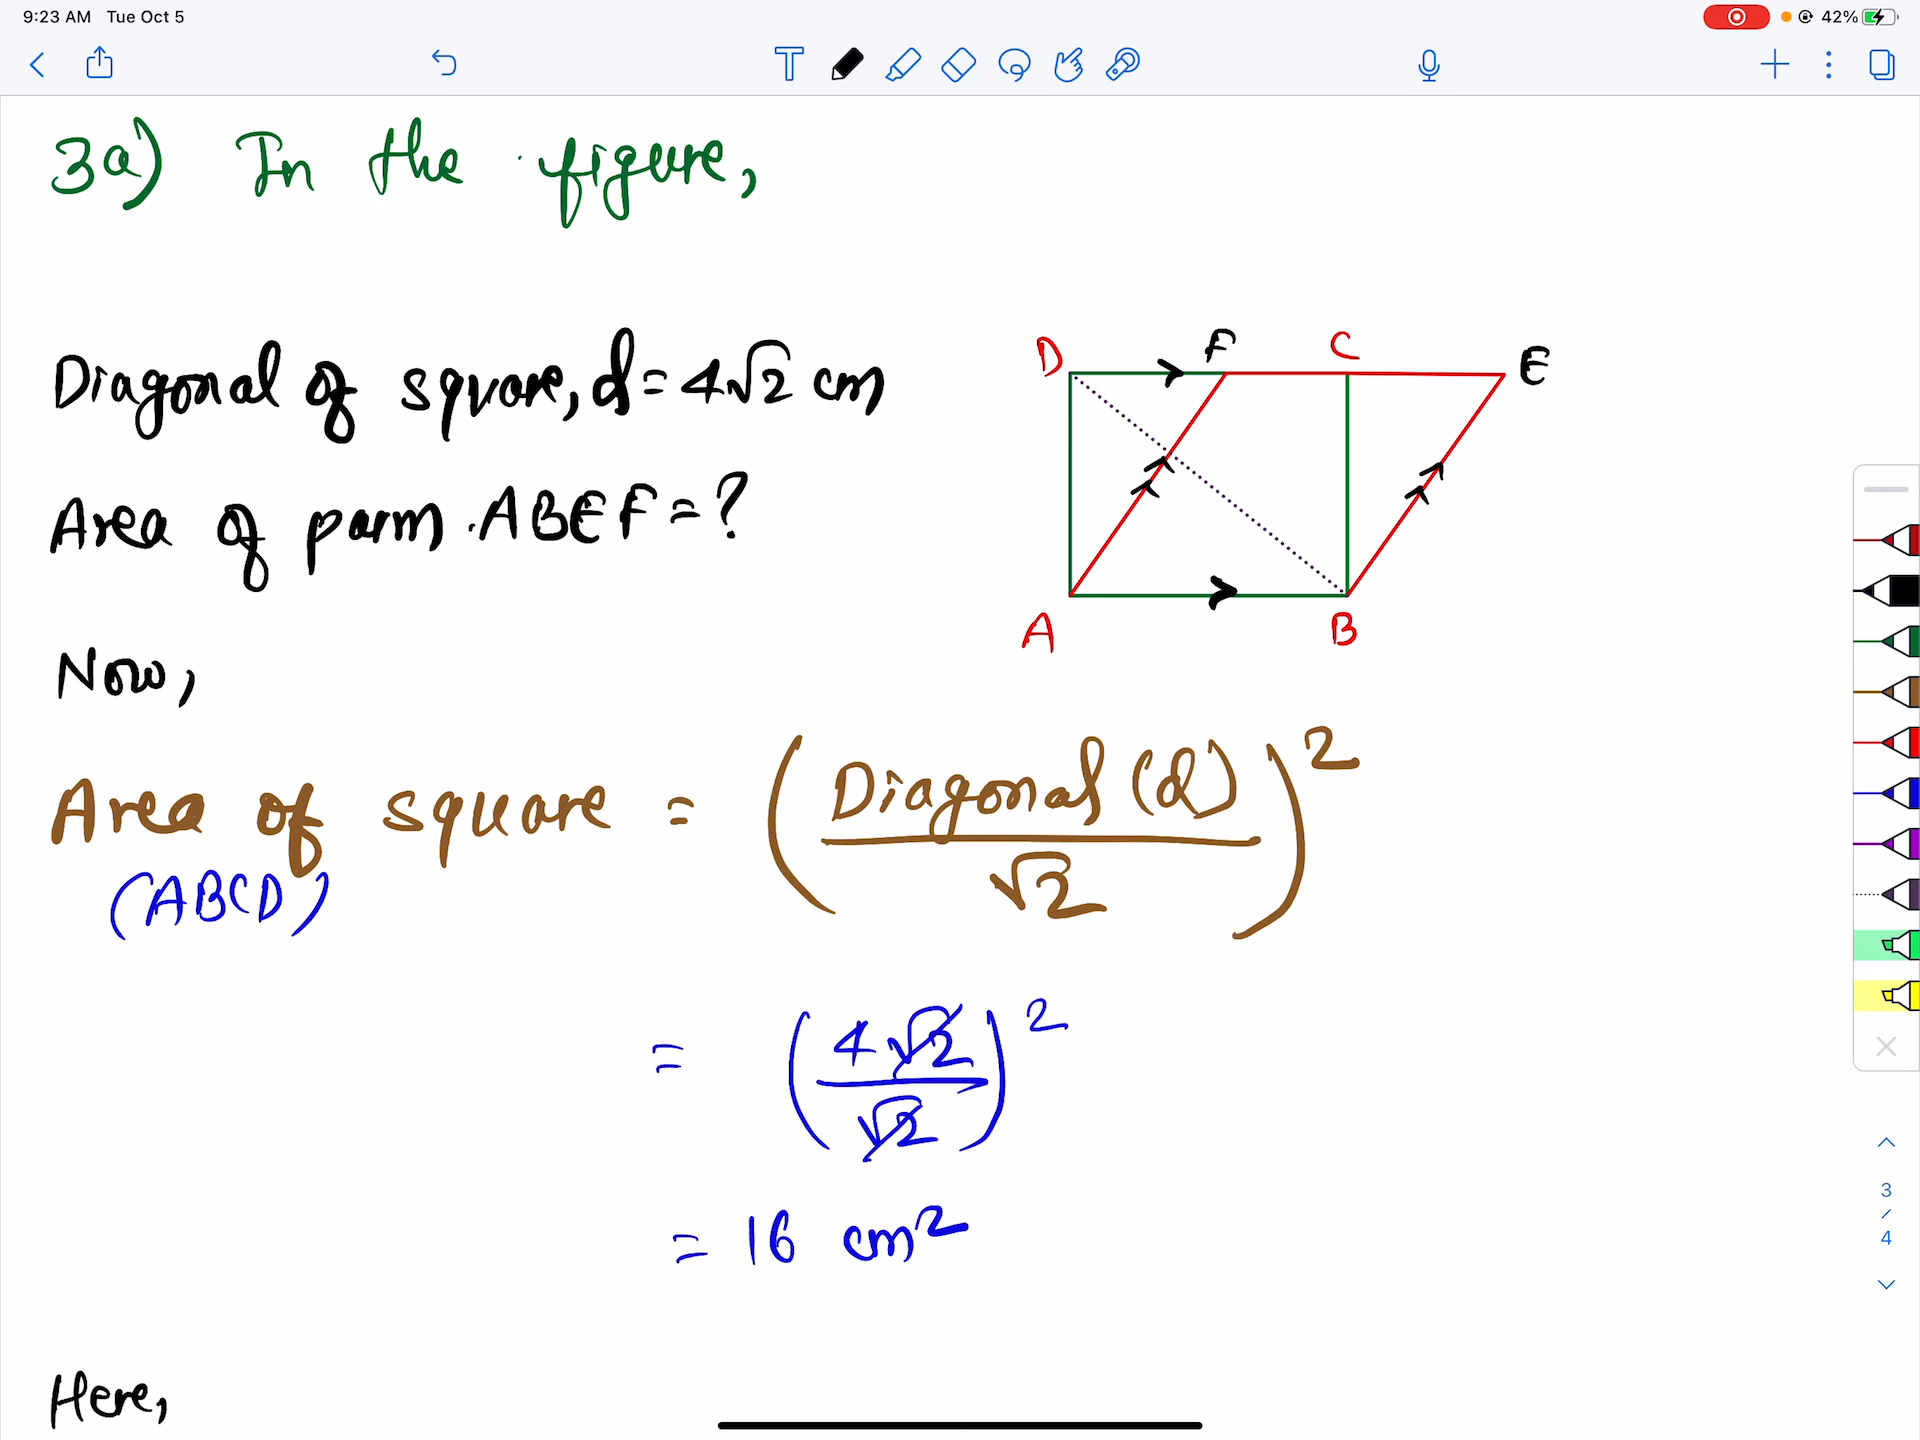 9:23 AM Tue Oct 5
42%
3a) In the figure,
Diagonal of square, d = 4√2 cm
Area of parm. ABEF = ?
D F C E
A B
Now,
Area of square = (Diagonal (d) / √2)²
(ABCD)
= (4√2 / √2)²
= 16 cm²
Here,
3
/
4